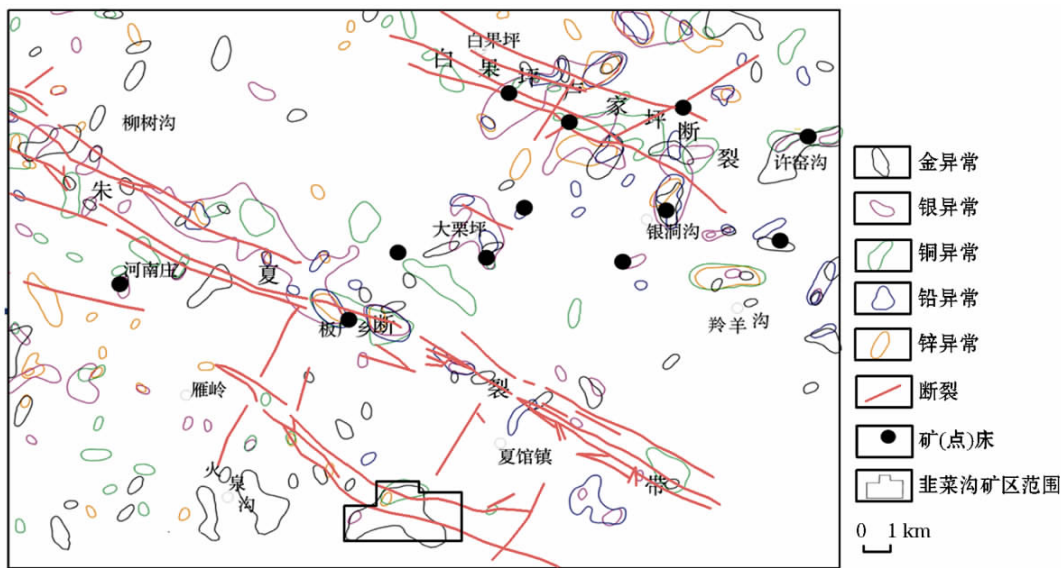 白果坪
白果坪卢家坪断裂
柳树沟
许窑沟
朱夏断裂带
大栗坪
银洞沟
河南庄
羚羊沟
板厂乡
雁岭
夏馆镇
火泉沟
金异常
银异常
铜异常
铅异常
锌异常
断裂
矿(点)床
韭菜沟矿区范围
0 1 km